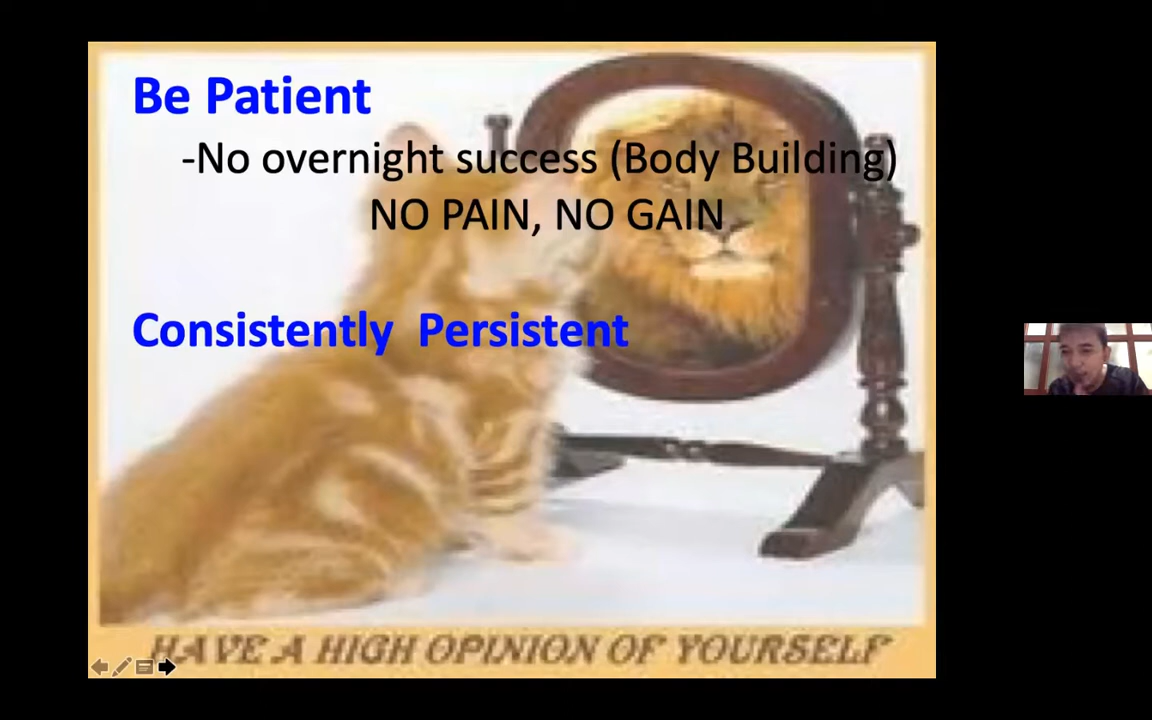 Be Patient
-No overnight success (Body Building)
NO PAIN, NO GAIN
Consistently  Persistent
HAVE A HIGH OPINION OF YOURSELF